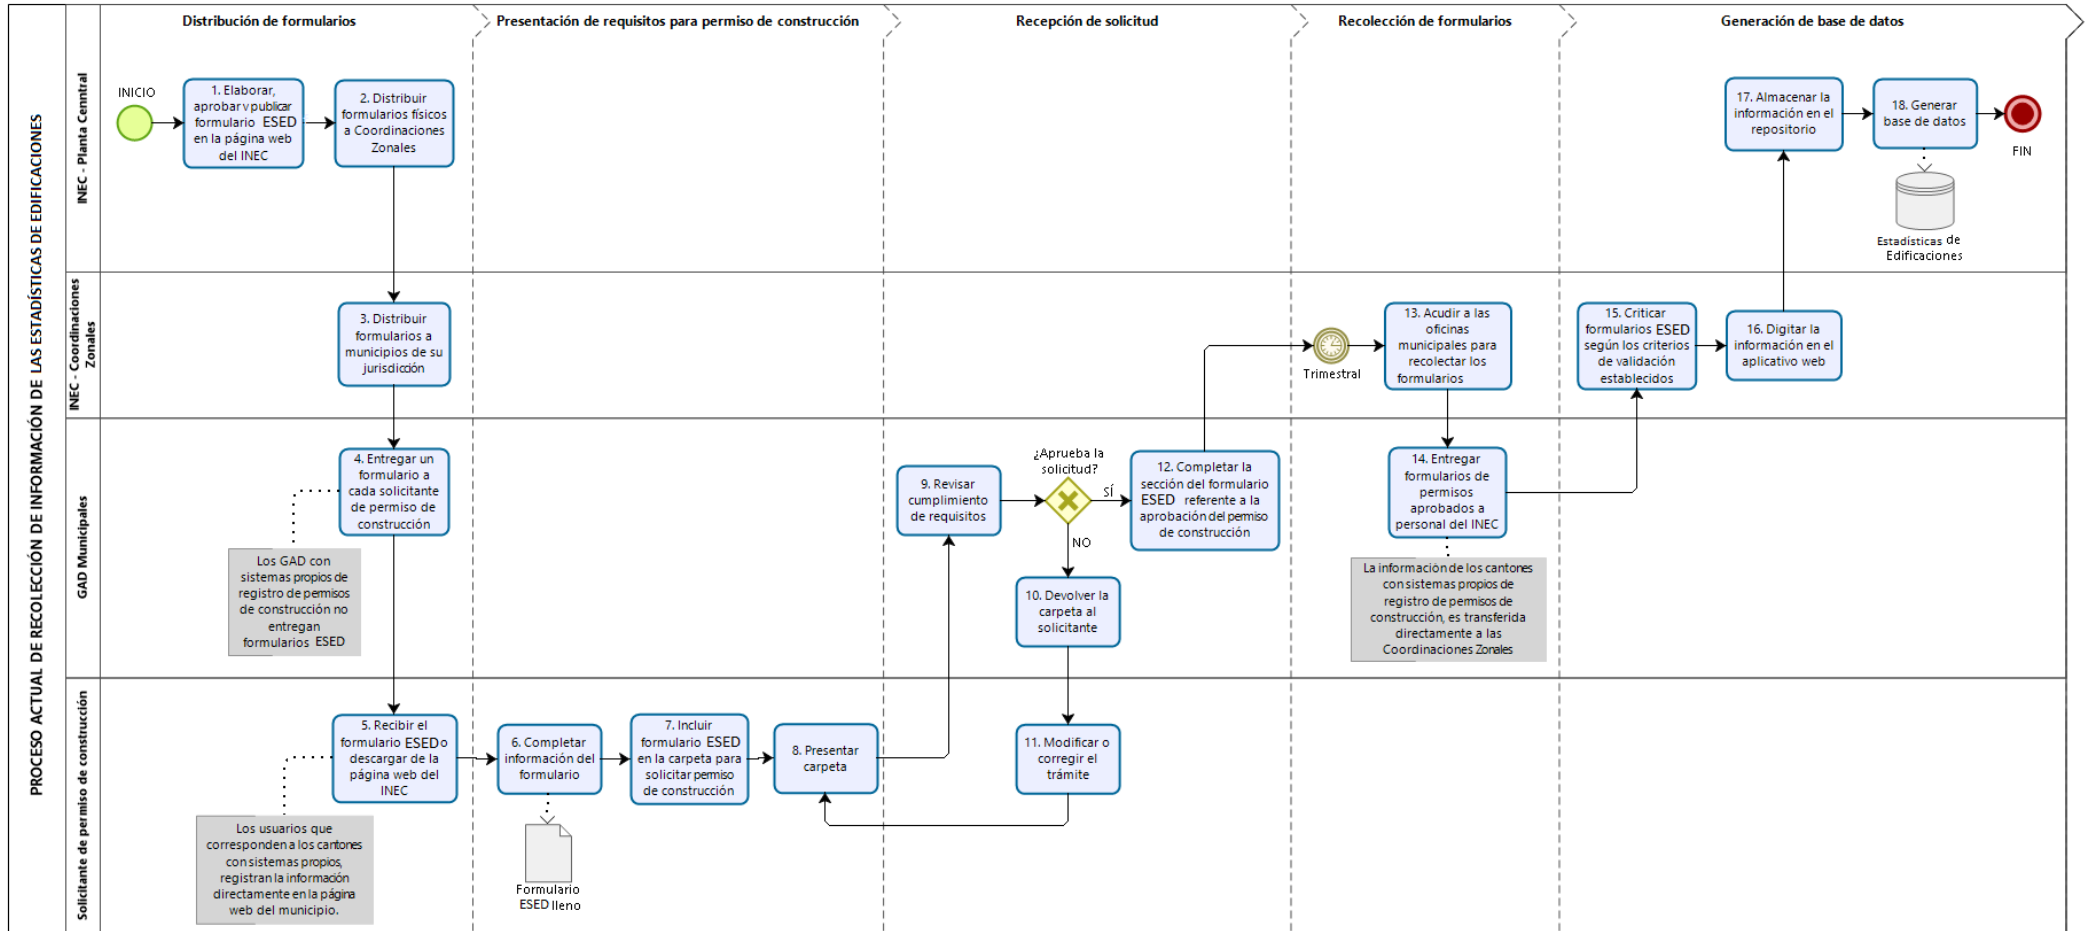 PROCESO ACTUAL DE RECOLECCIÓN DE INFORMACIÓN DE LAS ESTADÍSTICAS DE EDIFICACIONES
Distribución de formularios
Presentación de requisitos para permiso de construcción
Recepción de solicitud
Recolección de formularios
Generación de base de datos
INEC - Planta Cenntral
INICIO
1. Elaborar,
aprobar y publicar
formulario ESED
en la página web
del INEC
2. Distribuir
formularios físicos
a Coordinaciones
Zonales
17. Almacenar la
información en el
repositorio
18. Generar
base de datos
FIN
Estadísticas de
Edificaciones
INEC - Coordinaciones
Zonales
3. Distribuir
formularios a
municipios de su
jurisdicción
Trimestral
13. Acudir a las
oficinas
municipales para
recolectar los
formularios
15. Criticar
formularios ESED
según los criterios
de validación
establecidos
16. Digitar la
información en el
aplicativo web
GAD Municipales
4. Entregar un
formulario a
cada solicitante
de permiso de
construcción
Los GAD con
sistemas propios de
registro de permisos
de construcción no
entregan
formularios ESED
9. Revisar
cumplimiento
de requisitos
¿Aprueba la
solicitud?
SÍ
NO
12. Completar la
sección del formulario
ESED referente a la
aprobación del permiso
de construcción
10. Devolver la
carpeta al
solicitante
14. Entregar
formularios de
permisos
aprobados a
personal del INEC
La información de los cantones
con sistemas propios de
registro de permisos de
construcción, es transferida
directamente a las
Coordinaciones Zonales
Solicitante de permiso de construcción
5. Recibir el
formulario ESED o
descargar de la
página web del
INEC
Los usuarios que
corresponden a los cantones
con sistemas propios,
registran la información
directamente en la página
web del municipio.
6. Completar
información del
formulario
Formulario
ESED lleno
7. Incluir
formulario ESED
en la carpeta para
solicitar permiso
de construcción
8. Presentar
carpeta
11. Modificar o
corregir el
trámite